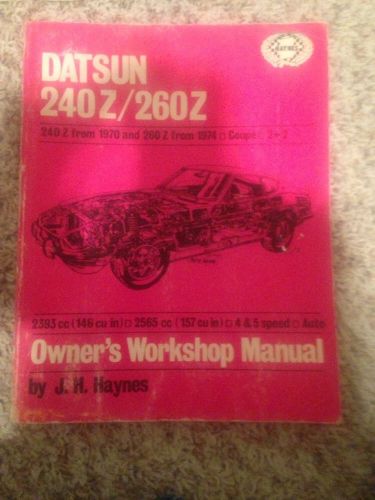 HAYNES
DATSUN
240Z/260Z
240 Z from 1970 and 260 Z from 1974 □ Coupe □ 2+2
2393 cc (146 cu in) □ 2565 cc (157 cu in) □ 4 & 5 speed □ Auto
Owner's Workshop Manual
by J. H. Haynes